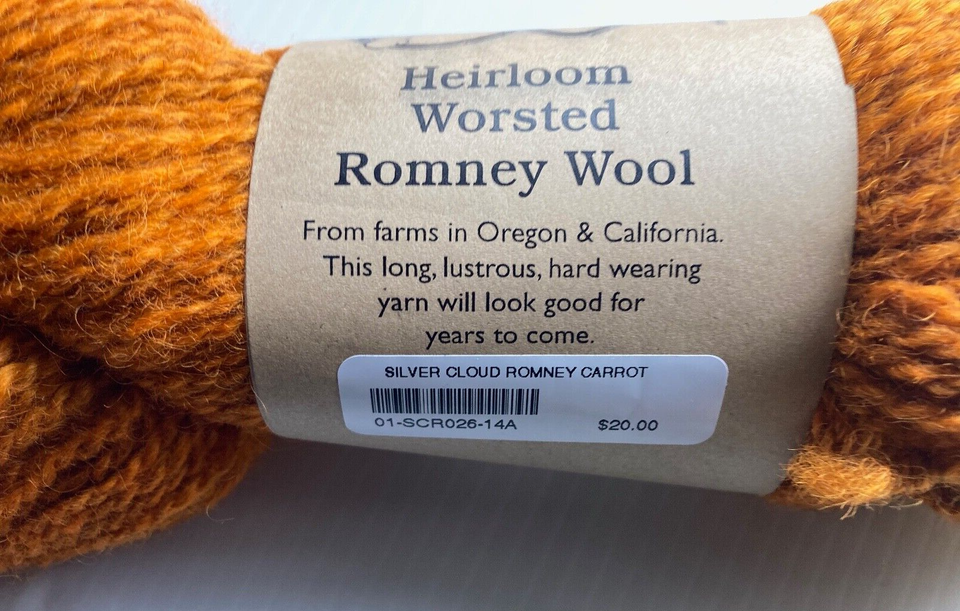 Heirloom
Worsted
Romney Wool
From farms in Oregon & California.
This long, lustrous, hard wearing
yarn will look good for
years to come.
SILVER CLOUD ROMNEY CARROT
01-SCR026-14A $20.00